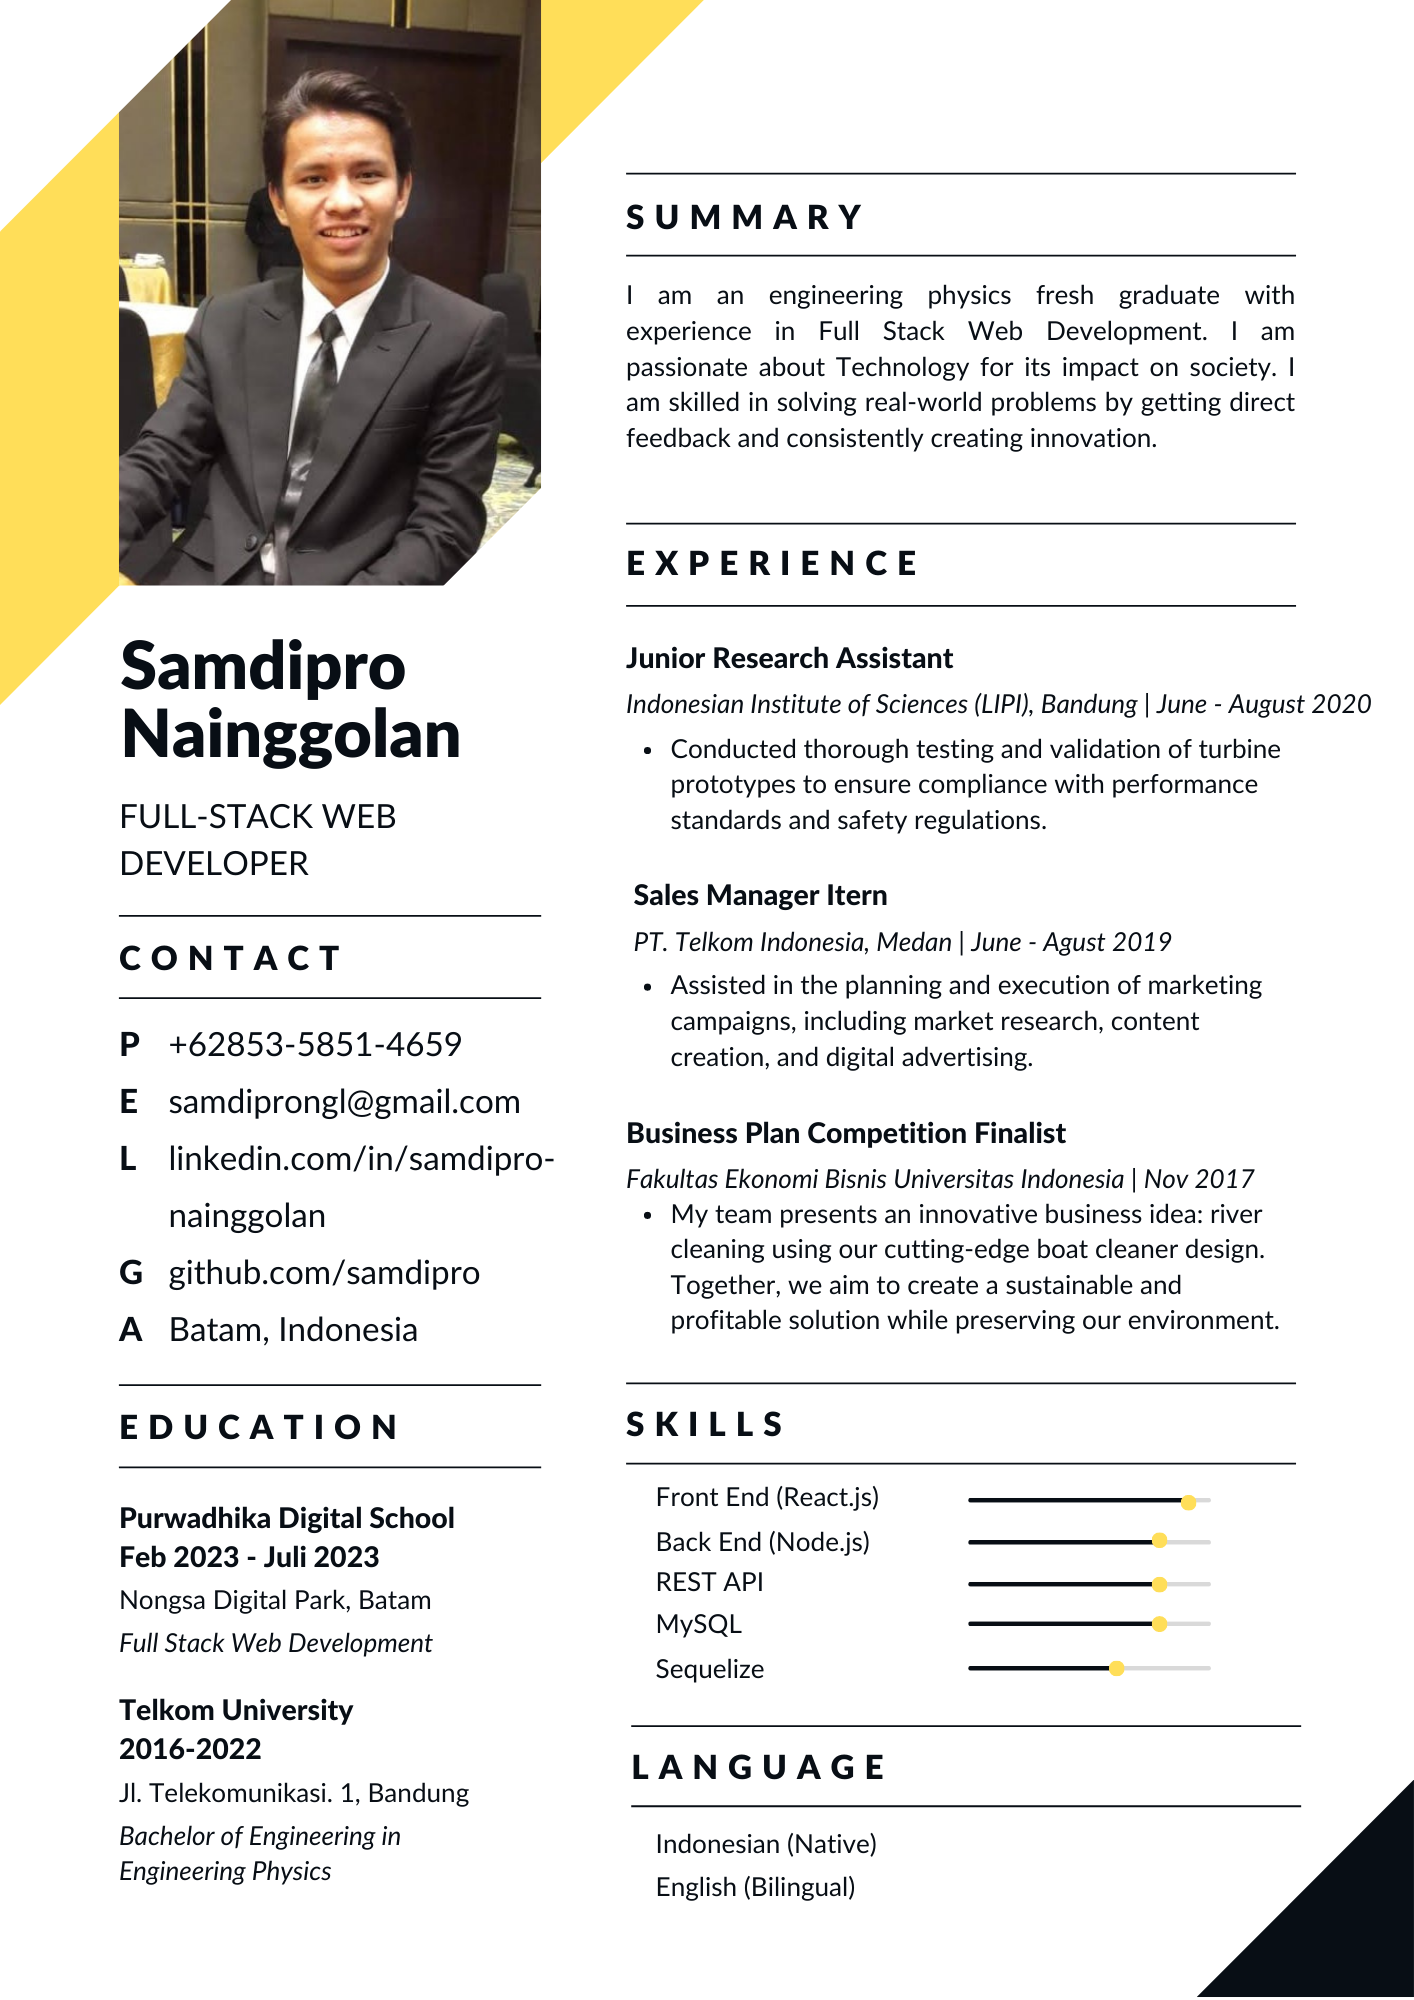 Samdipro
Nainggolan
FULL-STACK WEB
DEVELOPER
CONTACT
P +62853-5851-4659
E samdiprongl@gmail.com
L linkedin.com/in/samdipro-
nainggolan
G github.com/samdipro
A Batam, Indonesia
EDUCATION
Purwadhika Digital School
Feb 2023 - Juli 2023
Nongsa Digital Park, Batam
Full Stack Web Development
Telkom University
2016-2022
Jl. Telekomunikasi. 1, Bandung
Bachelor of Engineering in
Engineering Physics
SUMMARY
I am an engineering physics fresh graduate with
experience in Full Stack Web Development. I am
passionate about Technology for its impact on society. I
am skilled in solving real-world problems by getting direct
feedback and consistently creating innovation.
EXPERIENCE
Junior Research Assistant
Indonesian Institute of Sciences (LIPI), Bandung | June - August 2020
• Conducted thorough testing and validation of turbine
prototypes to ensure compliance with performance
standards and safety regulations.
Sales Manager Itern
PT. Telkom Indonesia, Medan | June - Agust 2019
• Assisted in the planning and execution of marketing
campaigns, including market research, content
creation, and digital advertising.
Business Plan Competition Finalist
Fakultas Ekonomi Bisnis Universitas Indonesia | Nov 2017
• My team presents an innovative business idea: river
cleaning using our cutting-edge boat cleaner design.
Together, we aim to create a sustainable and
profitable solution while preserving our environment.
SKILLS
Front End (React.js)
Back End (Node.js)
REST API
MySQL
Sequelize
LANGUAGE
Indonesian (Native)
English (Bilingual)